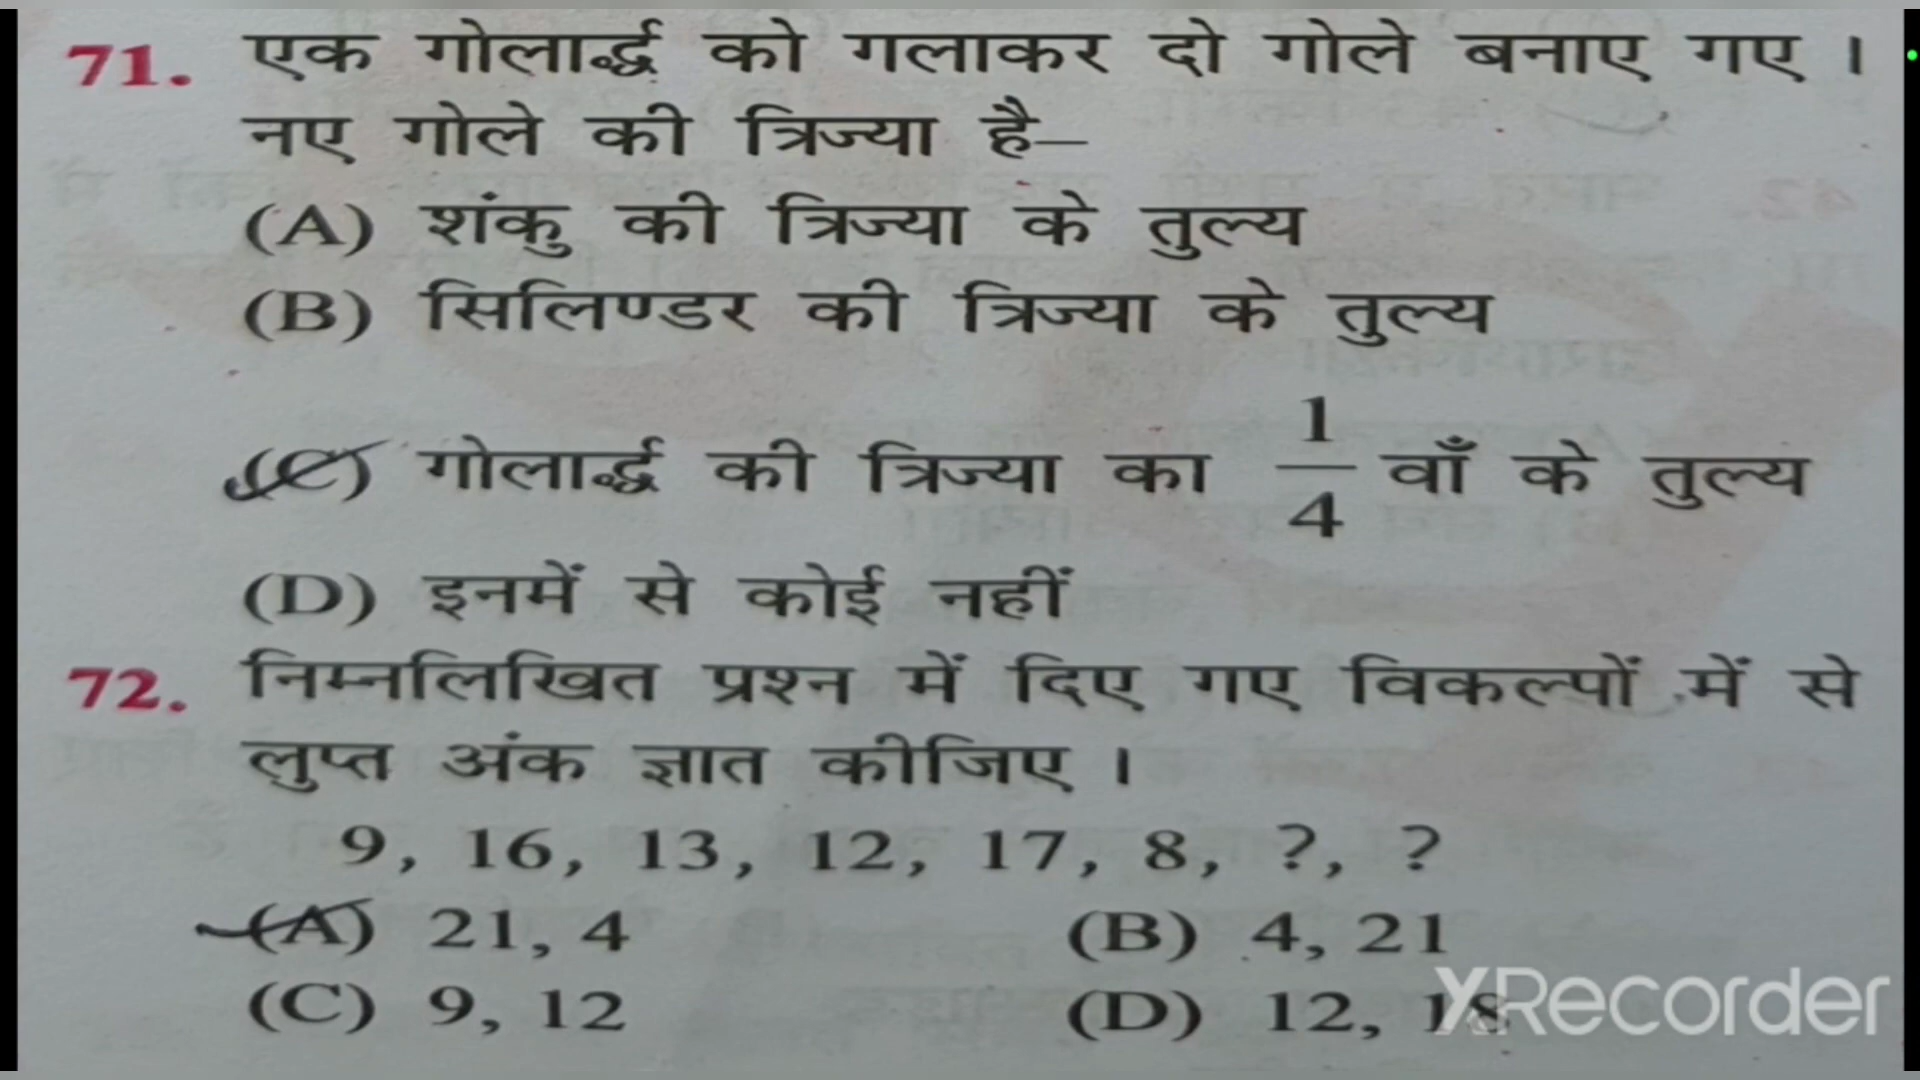 71. एक गोलार्द्ध को गलाकर दो गोले बनाए गए ।
नए गोले की त्रिज्या है–
(A) शंकु की त्रिज्या के तुल्य
(B) सिलिण्डर की त्रिज्या के तुल्य
(C) गोलार्द्ध की त्रिज्या का 1/4 वाँ के तुल्य
(D) इनमें से कोई नहीं
72. निम्नलिखित प्रश्न में दिए गए विकल्पों में से
लुप्त अंक ज्ञात कीजिए ।
9, 16, 13, 12, 17, 8, ?, ?
(A) 21, 4 (B) 4, 21
(C) 9, 12 (D) 12, 18
XRecorder